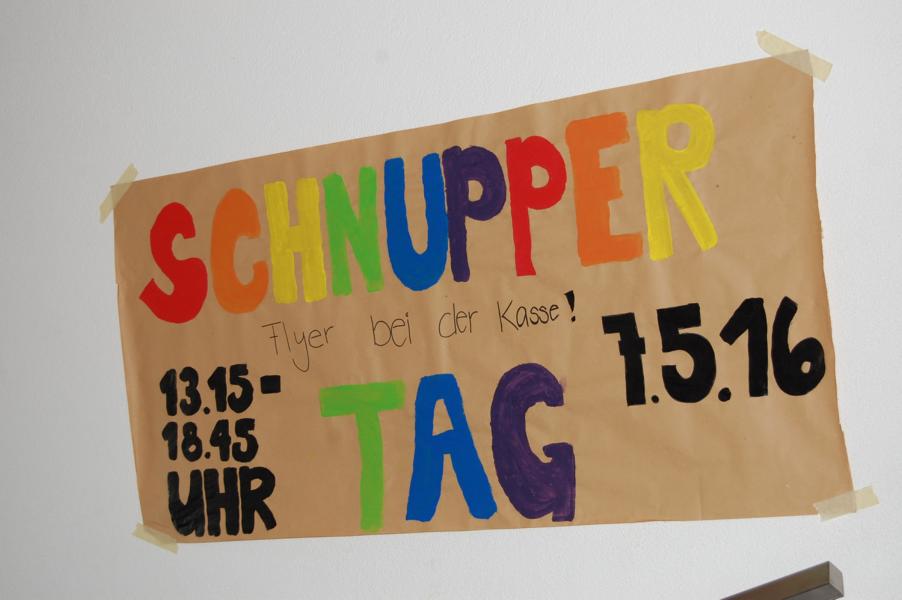 SCHNUPPER
Flyer bei der Kasse!
TAG
7.5.16
13.15-
18.45
UHR